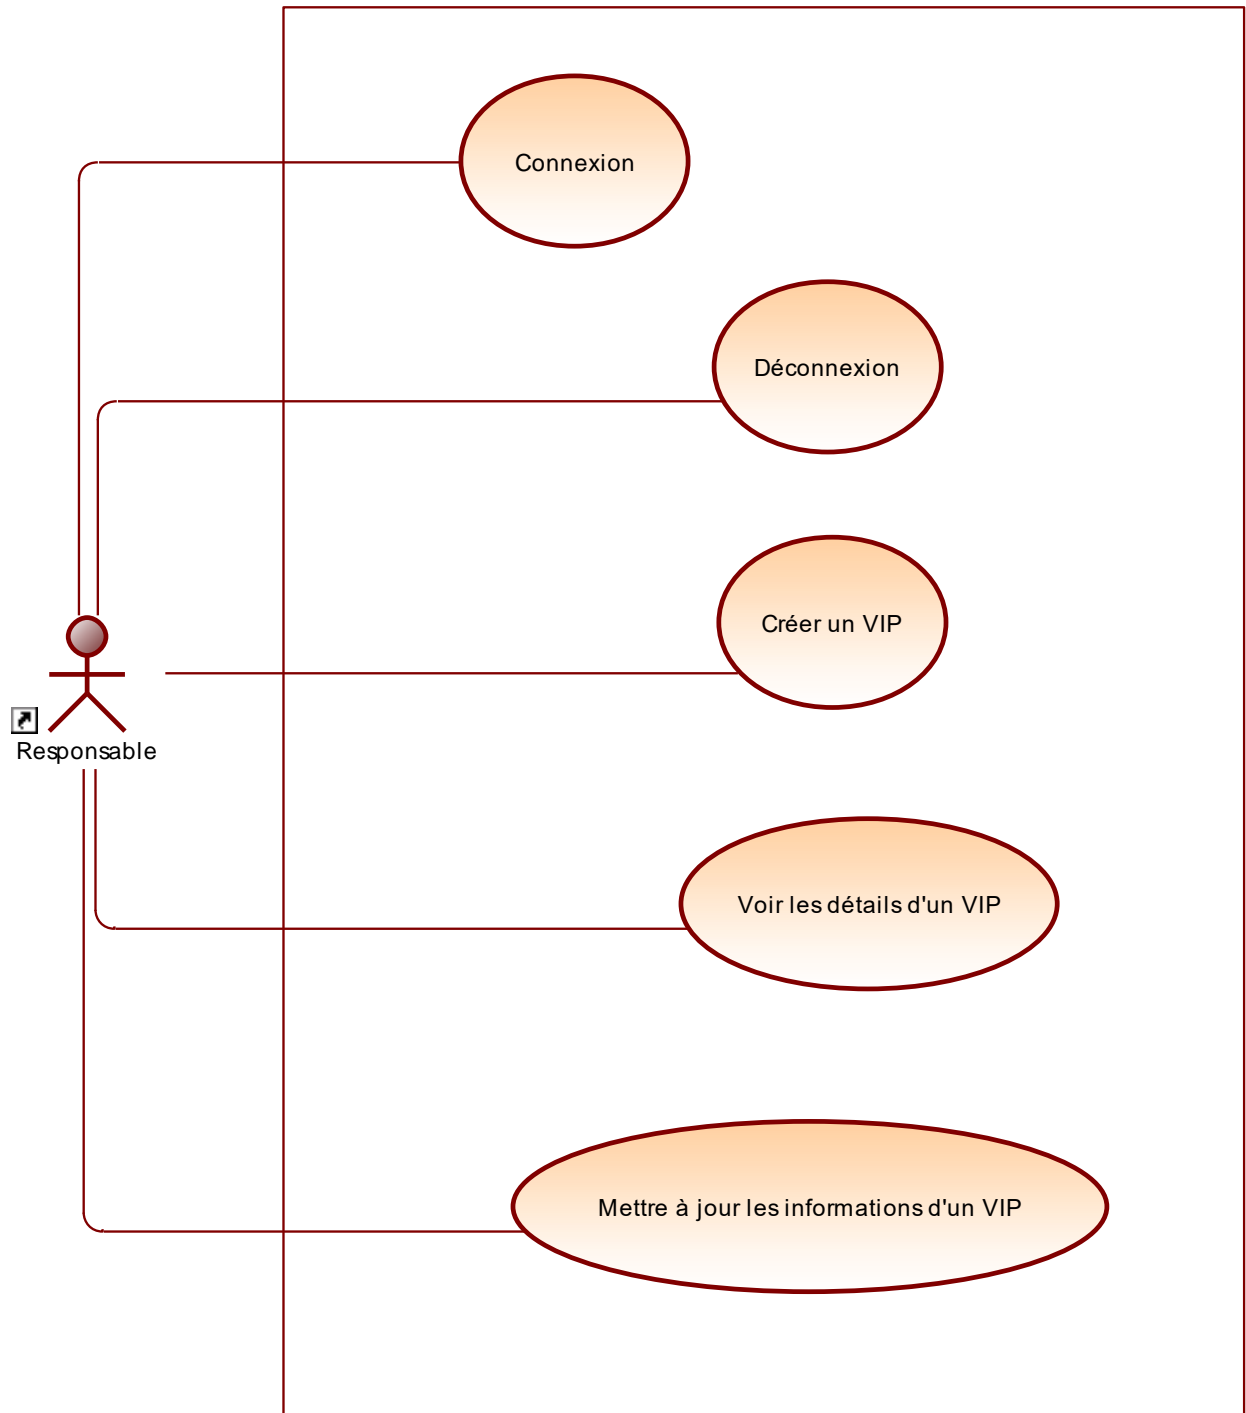 Connexion
Déconnexion
Créer un VIP
Responsable
Voir les détails d'un VIP
Mettre à jour les informations d'un VIP